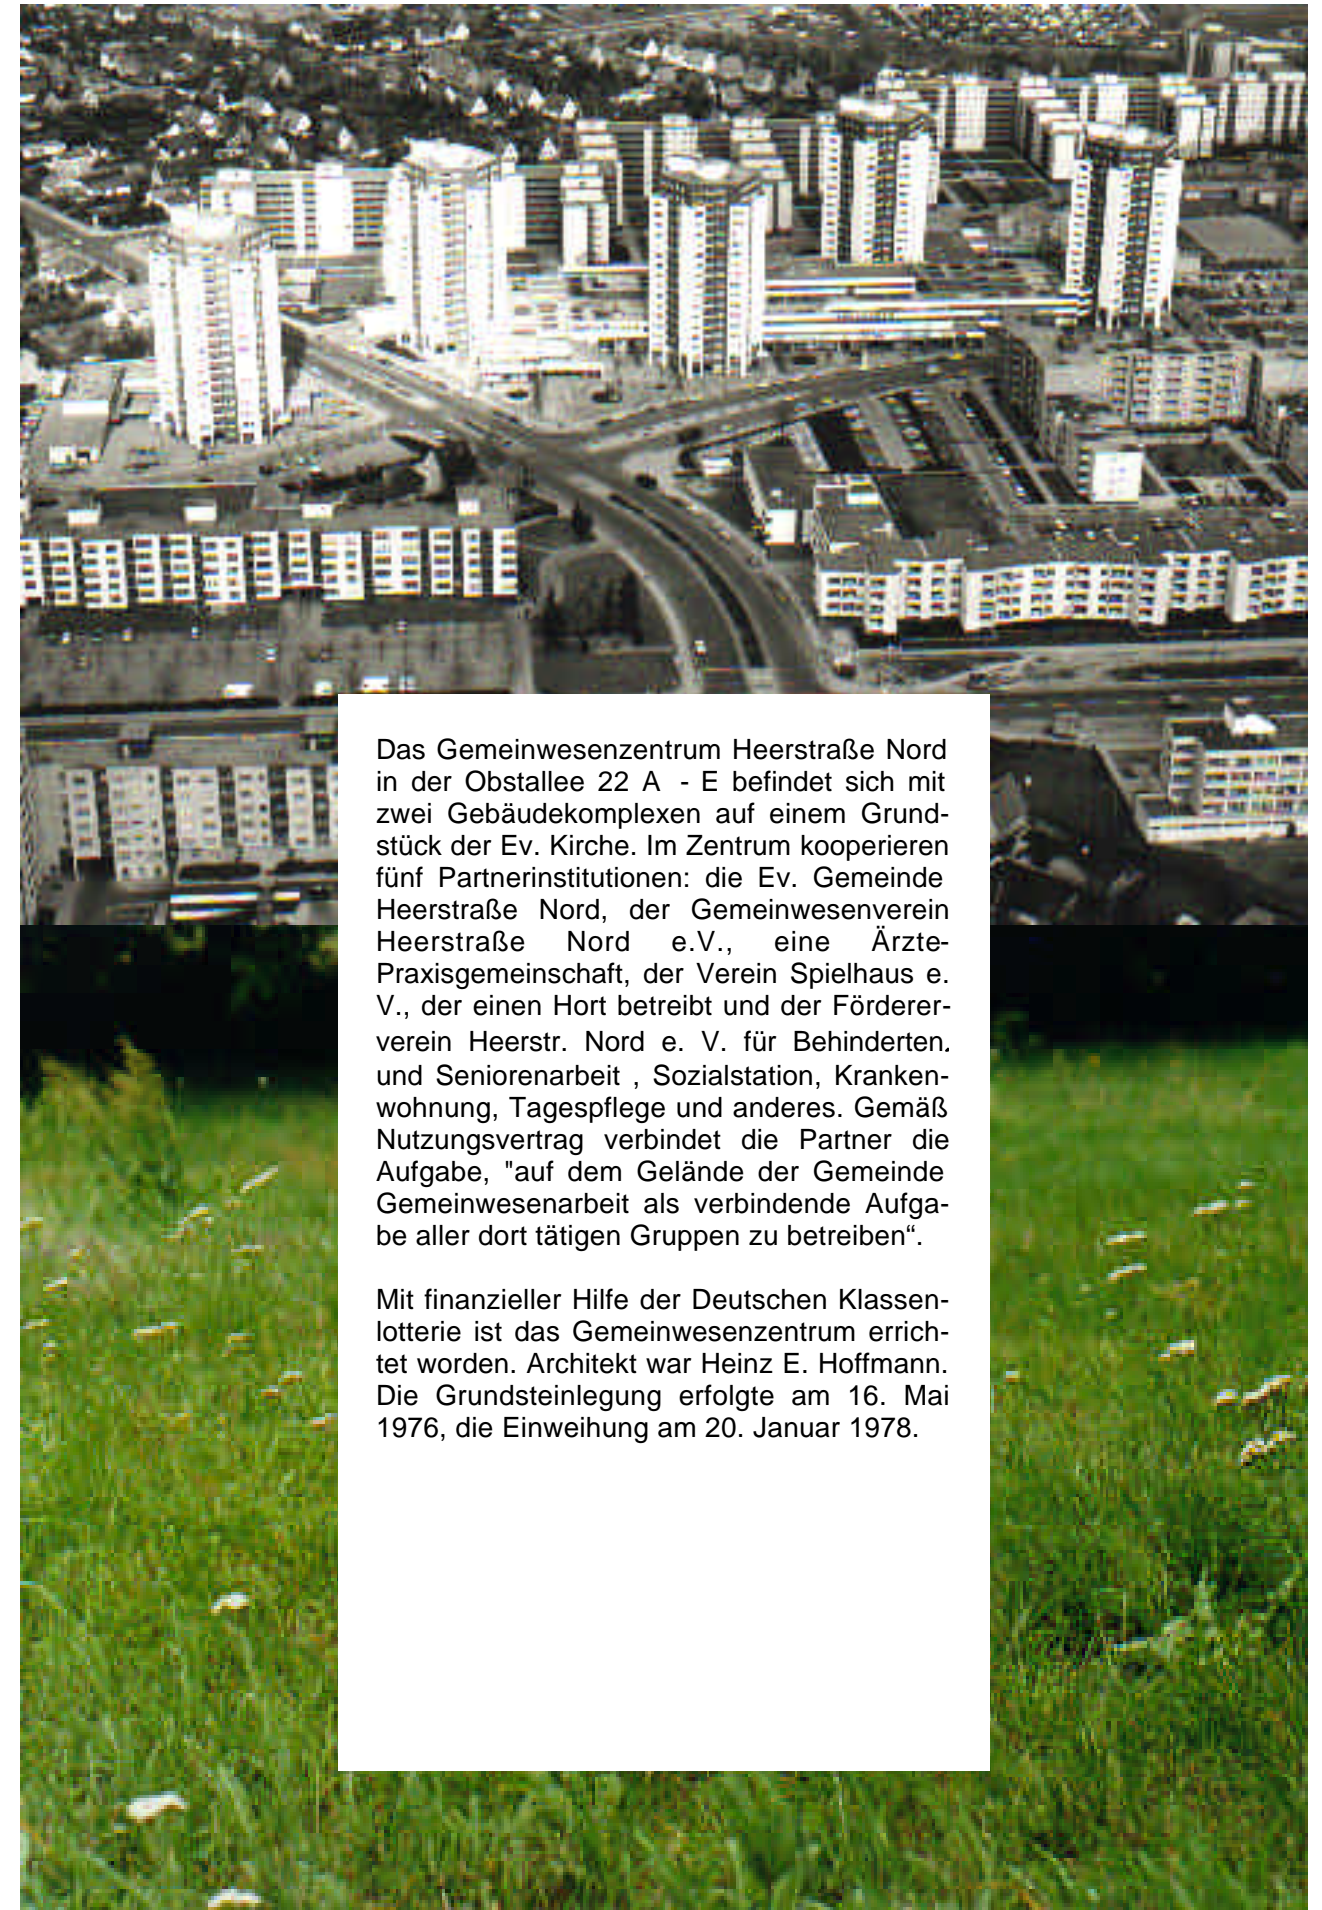 Das Gemeinwesenzentrum Heerstraße Nord
in der Obstallee 22 A - E befindet sich mit
zwei Gebäudekomplexen auf einem Grund-
stück der Ev. Kirche. Im Zentrum kooperieren
fünf Partnerinstitutionen: die Ev. Gemeinde
Heerstraße Nord, der Gemeinwesenverein
Heerstraße Nord e.V., eine Ärzte-
Praxisgemeinschaft, der Verein Spielhaus e.
V., der einen Hort betreibt und der Förderer-
verein Heerstr. Nord e. V. für Behinderten.
und Seniorenarbeit , Sozialstation, Kranken-
wohnung, Tagespflege und anderes. Gemäß
Nutzungsvertrag verbindet die Partner die
Aufgabe, "auf dem Gelände der Gemeinde
Gemeinwesenarbeit als verbindende Aufga-
be aller dort tätigen Gruppen zu betreiben“.
Mit finanzieller Hilfe der Deutschen Klassen-
lotterie ist das Gemeinwesenzentrum errich-
tet worden. Architekt war Heinz E. Hoffmann.
Die Grundsteinlegung erfolgte am 16. Mai
1976, die Einweihung am 20. Januar 1978.